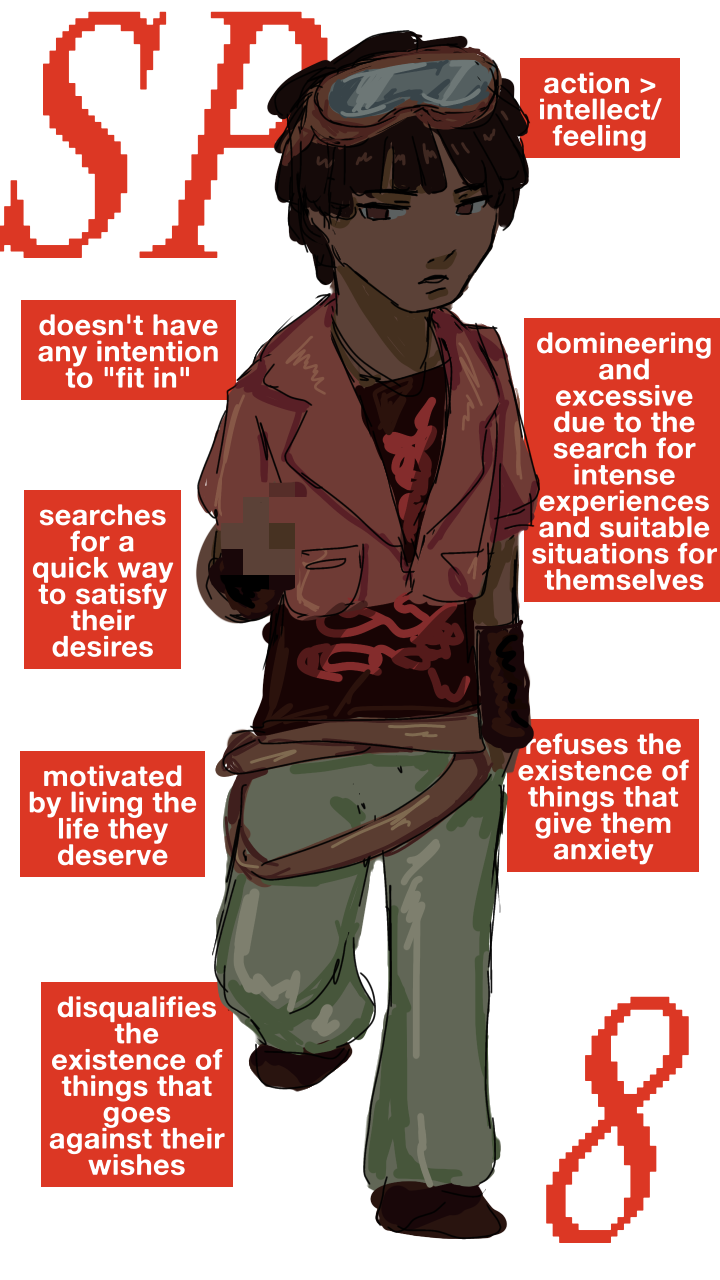 SP
action >
intellect/
feeling
doesn't have
any intention
to "fit in"
domineering
and
excessive
due to the
search for
intense
experiences
and suitable
situations for
themselves
searches
for a
quick way
to satisfy
their
desires
refuses the
existence of
things that
give them
anxiety
motivated
by living the
life they
deserve
disqualifies
the
existence of
things that
goes
against their
wishes
8